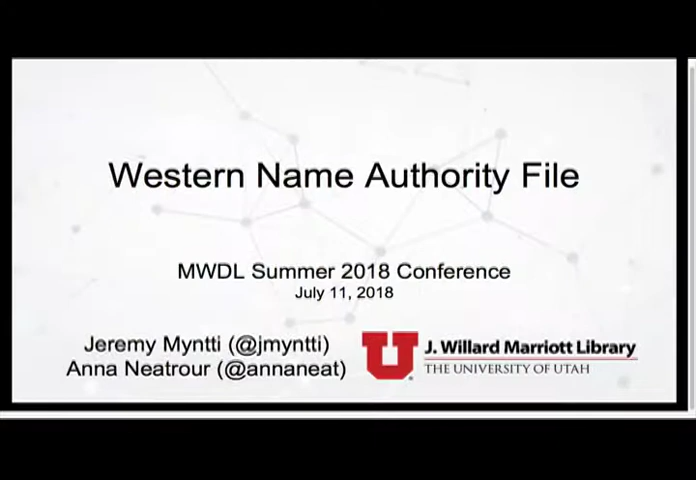 Western Name Authority File
MWDL Summer 2018 Conference
July 11, 2018
Jeremy Myntti (@jmyntti)
Anna Neatrour (@annaneat)
U
J. Willard Marriott Library
THE UNIVERSITY OF UTAH